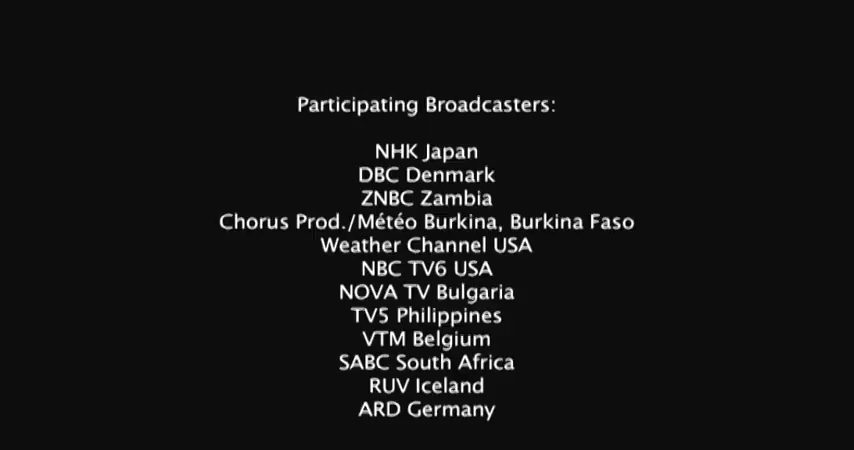 Participating Broadcasters:
NHK Japan
DBC Denmark
ZNBC Zambia
Chorus Prod./Météo Burkina, Burkina Faso
Weather Channel USA
NBC TV6 USA
NOVA TV Bulgaria
TV5 Philippines
VTM Belgium
SABC South Africa
RUV Iceland
ARD Germany